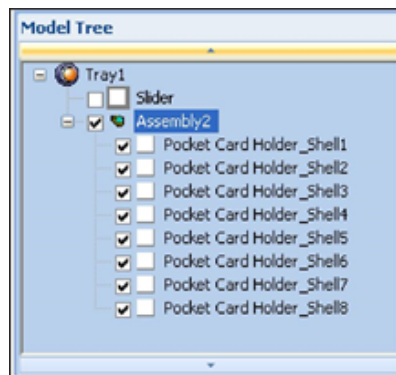 Model Tree
Tray1
Slider
Assembly2
Pocket Card Holder_Shell1
Pocket Card Holder_Shell2
Pocket Card Holder_Shell3
Pocket Card Holder_Shell4
Pocket Card Holder_Shell5
Pocket Card Holder_Shell6
Pocket Card Holder_Shell7
Pocket Card Holder_Shell8